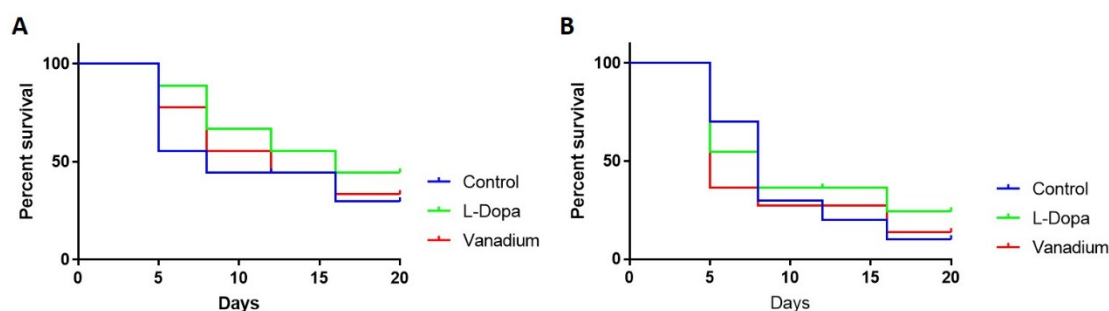 A
Percent survival
100
50
0
0 5 10 15 20
Days
Control
L-Dopa
Vanadium
B
Percent survival
100
50
0
0 5 10 15 20
Days
Control
L-Dopa
Vanadium